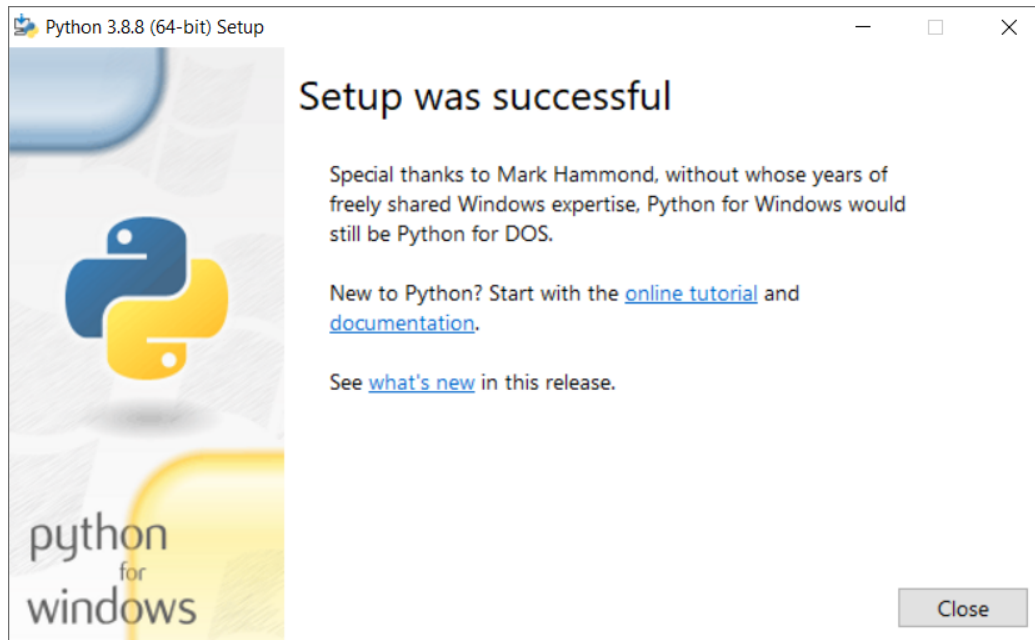 Python 3.8.8 (64-bit) Setup
Setup was successful
Special thanks to Mark Hammond, without whose years of
freely shared Windows expertise, Python for Windows would
still be Python for DOS.
New to Python? Start with the online tutorial and
documentation.
See what's new in this release.
python
for
windows
Close